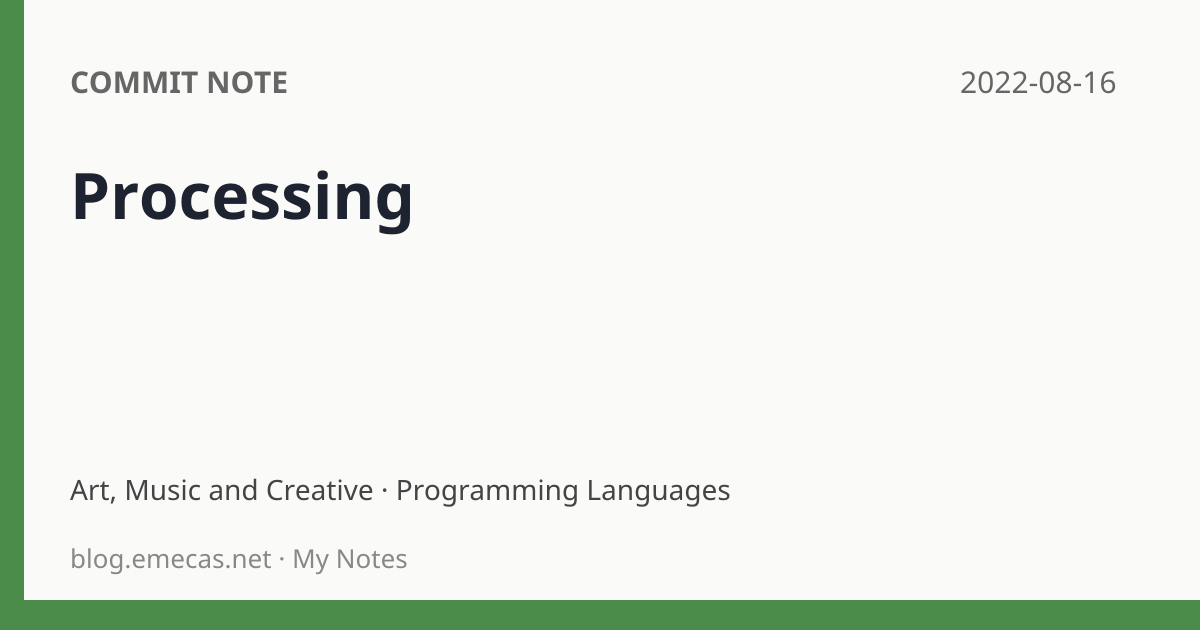 COMMIT NOTE
2022-08-16
Processing
Art, Music and Creative · Programming Languages
blog.emecas.net · My Notes